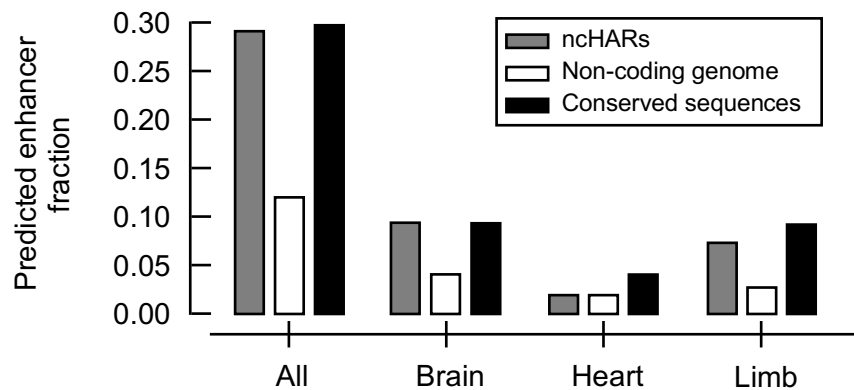 Predicted enhancer
fraction
0.30
0.25
0.20
0.15
0.10
0.05
0.00
ncHARs
Non-coding genome
Conserved sequences
All
Brain
Heart
Limb